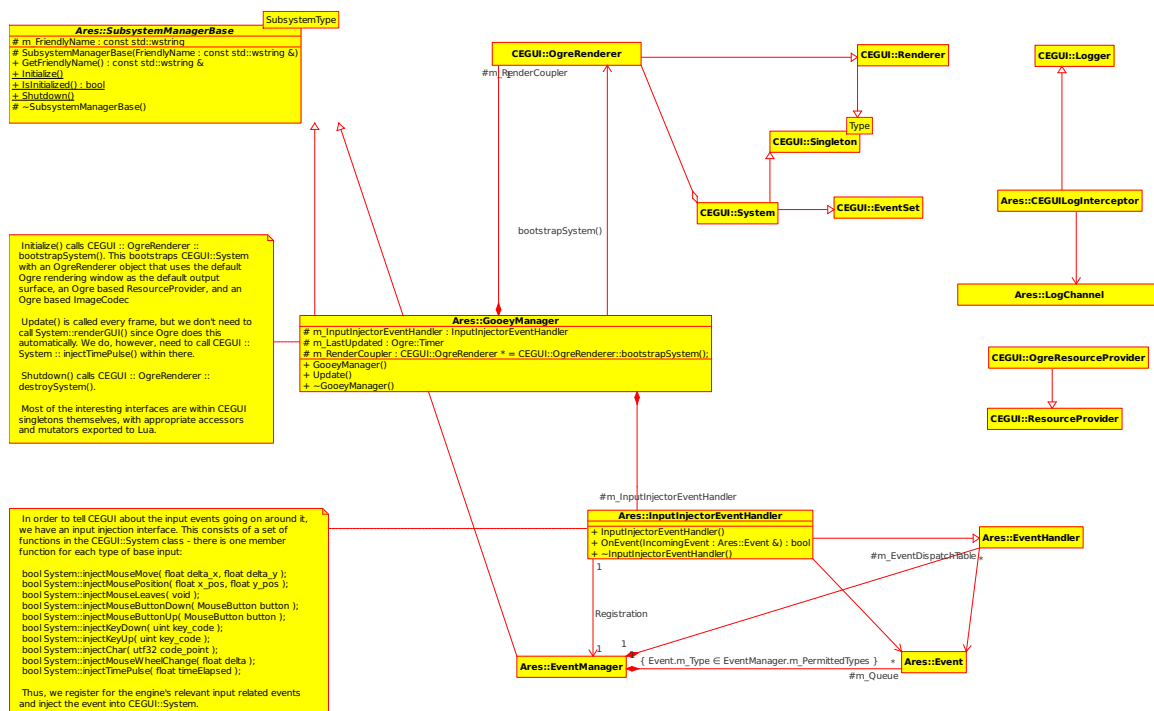 SubsystemType
Ares::SubsystemManagerBase
# m_FriendlyName : const std::wstring
# SubsystemManagerBase(FriendlyName : const std::wstring &)
+ GetFriendlyName() : const std::wstring &
+ Initialize()
+ IsInitialized() : bool
+ Shutdown()
# ~SubsystemManagerBase()
CEGUI::OgreRenderer
#m_RenderCoupler
1
CEGUI::Renderer
Type
CEGUI::Singleton
CEGUI::System
CEGUI::EventSet
CEGUI::Logger
Ares::CEGUILogInterceptor
Ares::LogChannel
CEGUI::OgreResourceProvider
CEGUI::ResourceProvider
bootstrapSystem()
Initialize() calls CEGUI :: OgreRenderer ::
bootstrapSystem(). This bootstraps CEGUI::System
with an OgreRenderer object that uses the default
Ogre rendering window as the default output
surface, an Ogre based ResourceProvider, and an
Ogre based ImageCodec
Update() is called every frame, but we don't need to
call System::renderGUI() since Ogre does this
automatically. We do, however, need to call CEGUI ::
System :: injectTimePulse() within there.
Shutdown() calls CEGUI :: OgreRenderer ::
destroySystem().
Most of the interesting interfaces are within CEGUI
singletons themselves, with appropriate accessors
and mutators exported to Lua.
Ares::GooeyManager
# m_InputInjectorEventHandler : InputInjectorEventHandler
# m_LastUpdated : Ogre::Timer
# m_RenderCoupler : CEGUI::OgreRenderer * = CEGUI::OgreRenderer::bootstrapSystem();
+ GooeyManager()
+ Update()
+ ~GooeyManager()
#m_InputInjectorEventHandler
In order to tell CEGUI about the input events going on around it,
we have an input injection interface. This consists of a set of
functions in the CEGUI::System class - there is one member
function for each type of base input:
bool System::injectMouseMove( float delta_x, float delta_y );
bool System::injectMousePosition( float x_pos, float y_pos );
bool System::injectMouseLeaves( void );
bool System::injectMouseButtonDown( MouseButton button );
bool System::injectMouseButtonUp( MouseButton button );
bool System::injectKeyDown( uint key_code );
bool System::injectKeyUp( uint key_code );
bool System::injectChar( utf32 code_point );
bool System::injectMouseWheelChange( float delta );
bool System::injectTimePulse( float timeElapsed );
Thus, we register for the engine's relevant input related events
and inject the event into CEGUI::System.
Ares::InputInjectorEventHandler
+ InputInjectorEventHandler()
+ OnEvent(IncomingEvent : Ares::Event &) : bool
+ ~InputInjectorEventHandler()
Ares::EventHandler
#m_EventDispatchTable
*
1
Registration
1
1
Ares::EventManager
{ Event.m_Type ∈ EventManager.m_PermittedTypes }
*
#m_Queue
Ares::Event